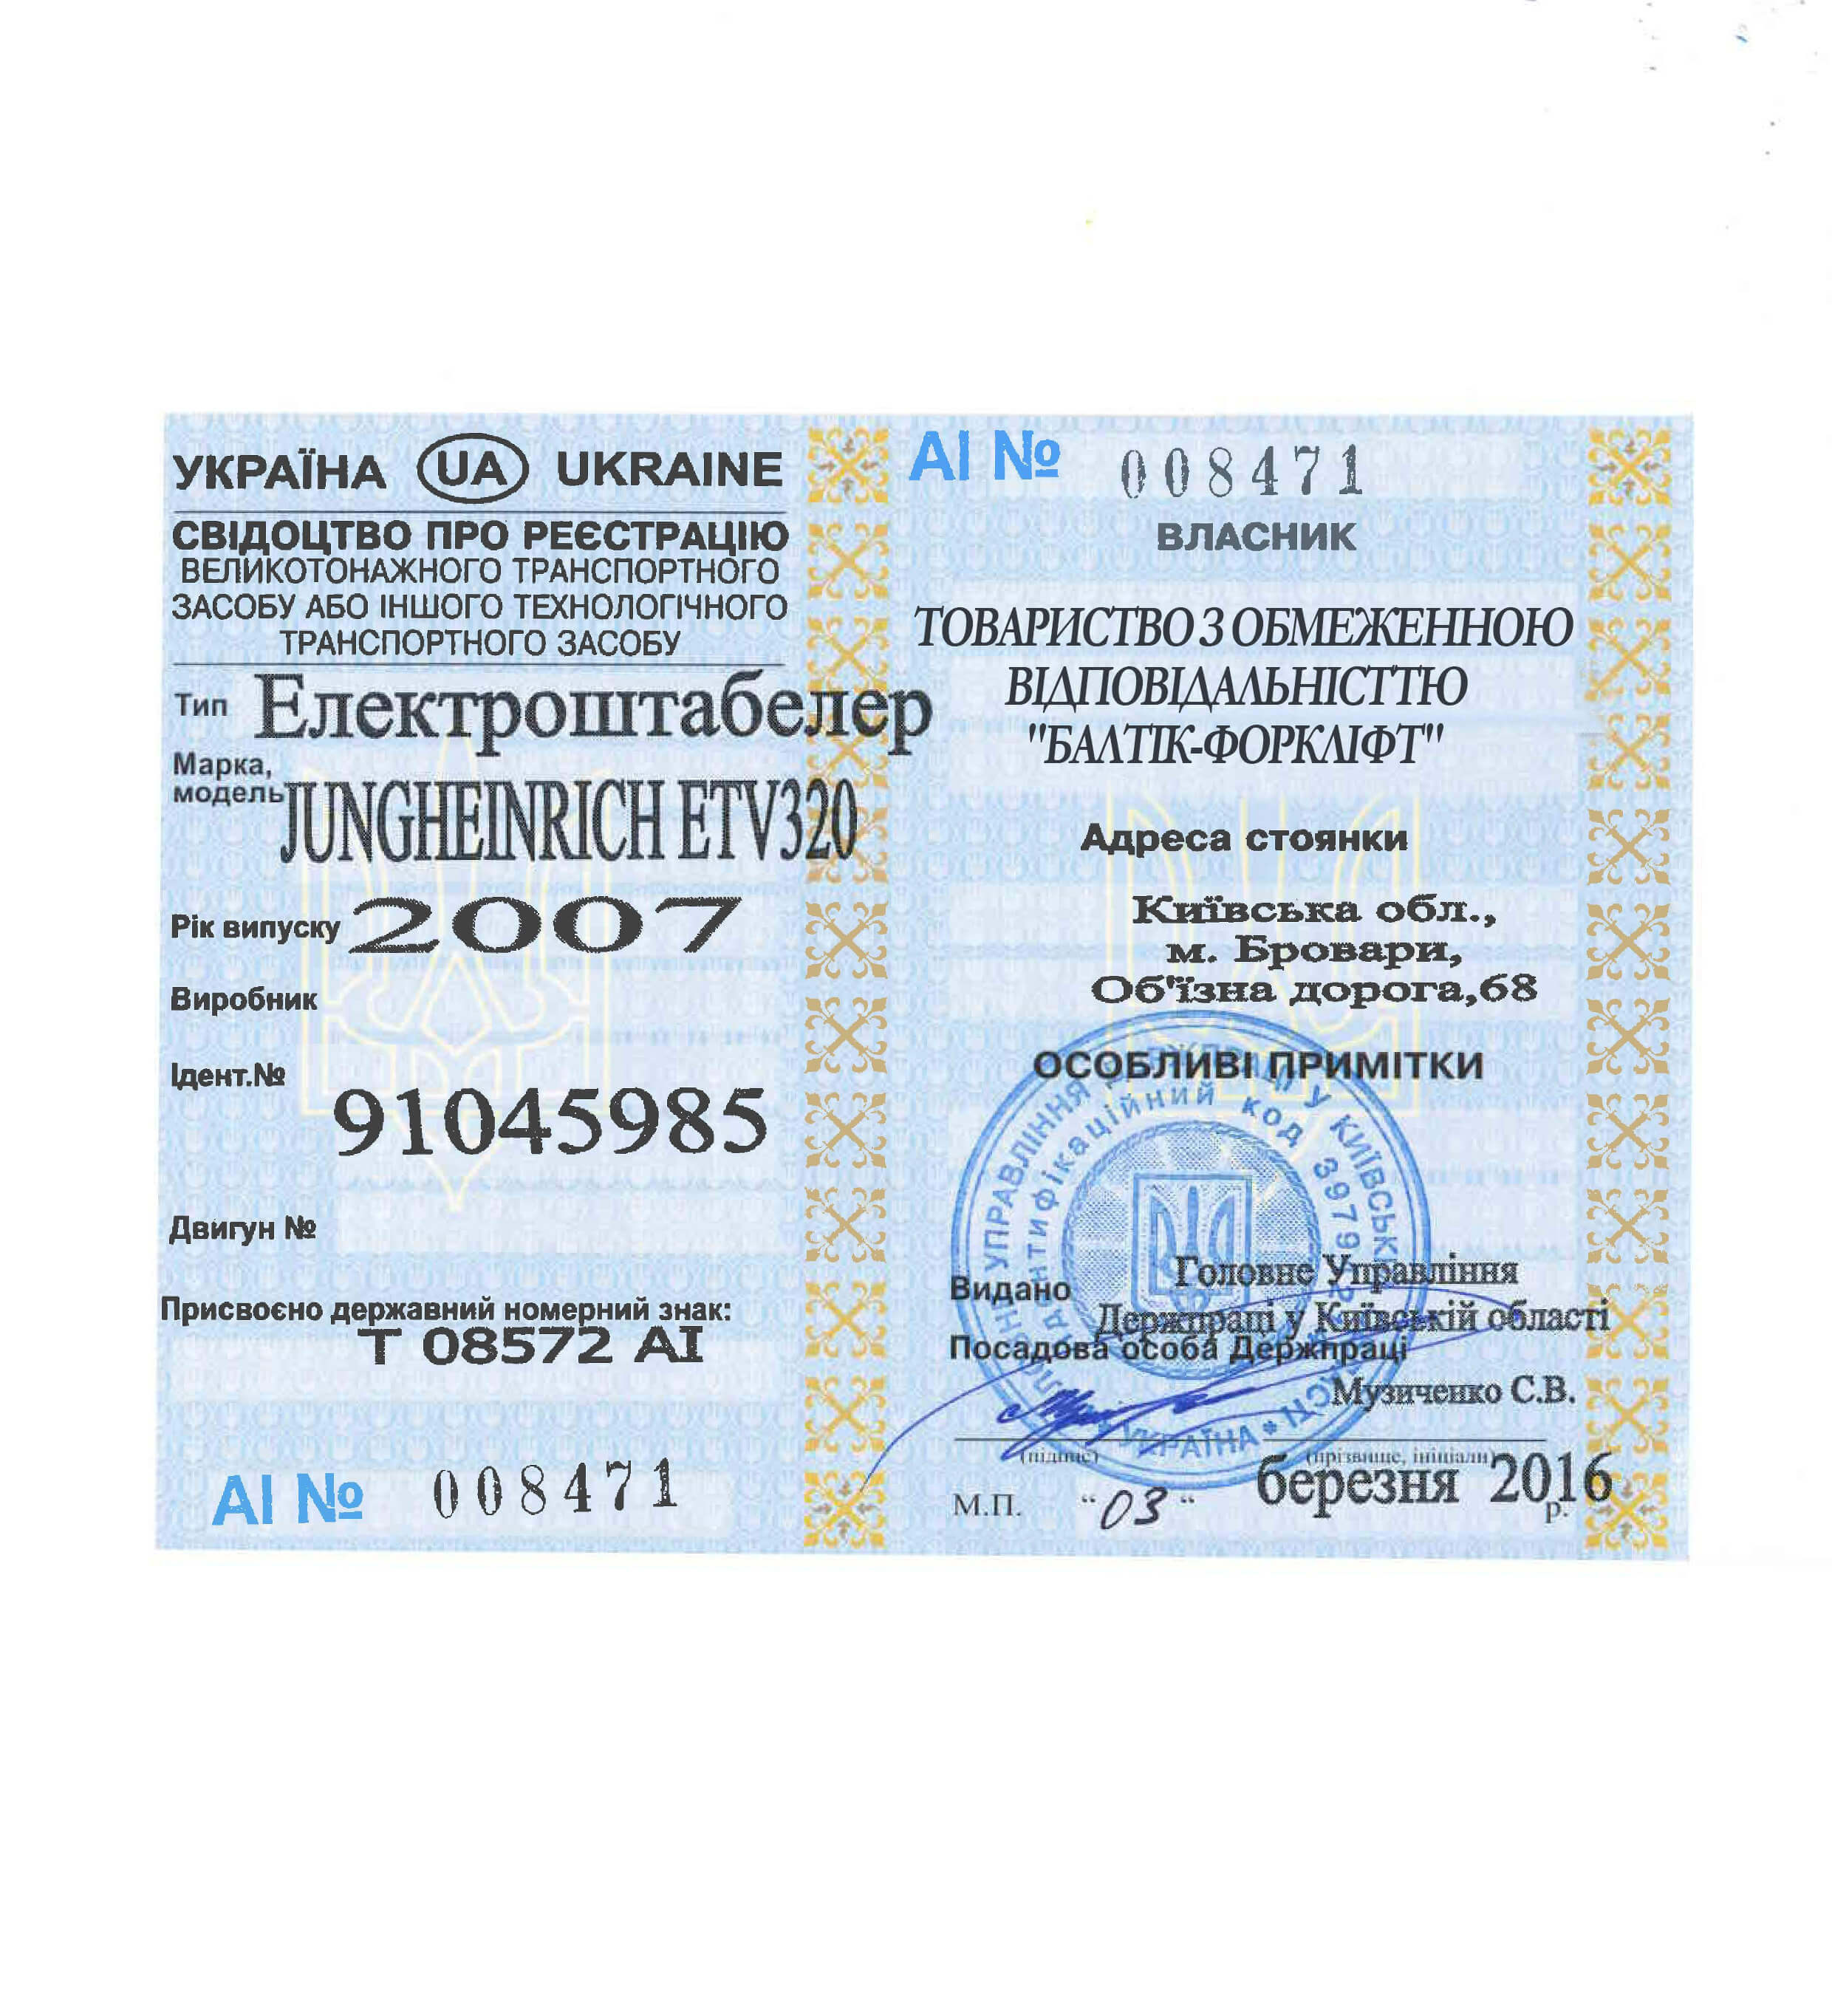 УКРАЇНА UA UKRAINE
СВІДОЦТВО ПРО РЕЄСТРАЦІЮ
ВЕЛИКОТОНАЖНОГО ТРАНСПОРТНОГО
ЗАСОБУ АБО ІНШОГО ТЕХНОЛОГІЧНОГО
ТРАНСПОРТНОГО ЗАСОБУ
Тип Електроштабелер
Марка,
модель JUNGHEINRICH ETV320
Рік випуску 2007
Виробник
Ідент.№
91045985
Двигун №
Присвоєно державний номерний знак:
Т 08572 АІ
АІ № 008471
АІ № 008471
ВЛАСНИК
ТОВАРИСТВО З ОБМЕЖЕННОЮ
ВІДПОВІДАЛЬНІСТТЮ
"БАЛТІК-ФОРКЛІФТ"
Адреса стоянки
Київська обл.,
м. Бровари,
Об'їзна дорога,68
ОСОБЛИВІ ПРИМІТКИ
УПРАВЛІННЯ У КИЇВСЬКІЙ
код 3979
УКРАЇНА
Видано Головне Управління
Держпраці у Київській області
Посадова особа Держпраці
Музиченко С.В.
(підпис) (прізвище, ініціали)
М.П. "03" березня 2016 р.